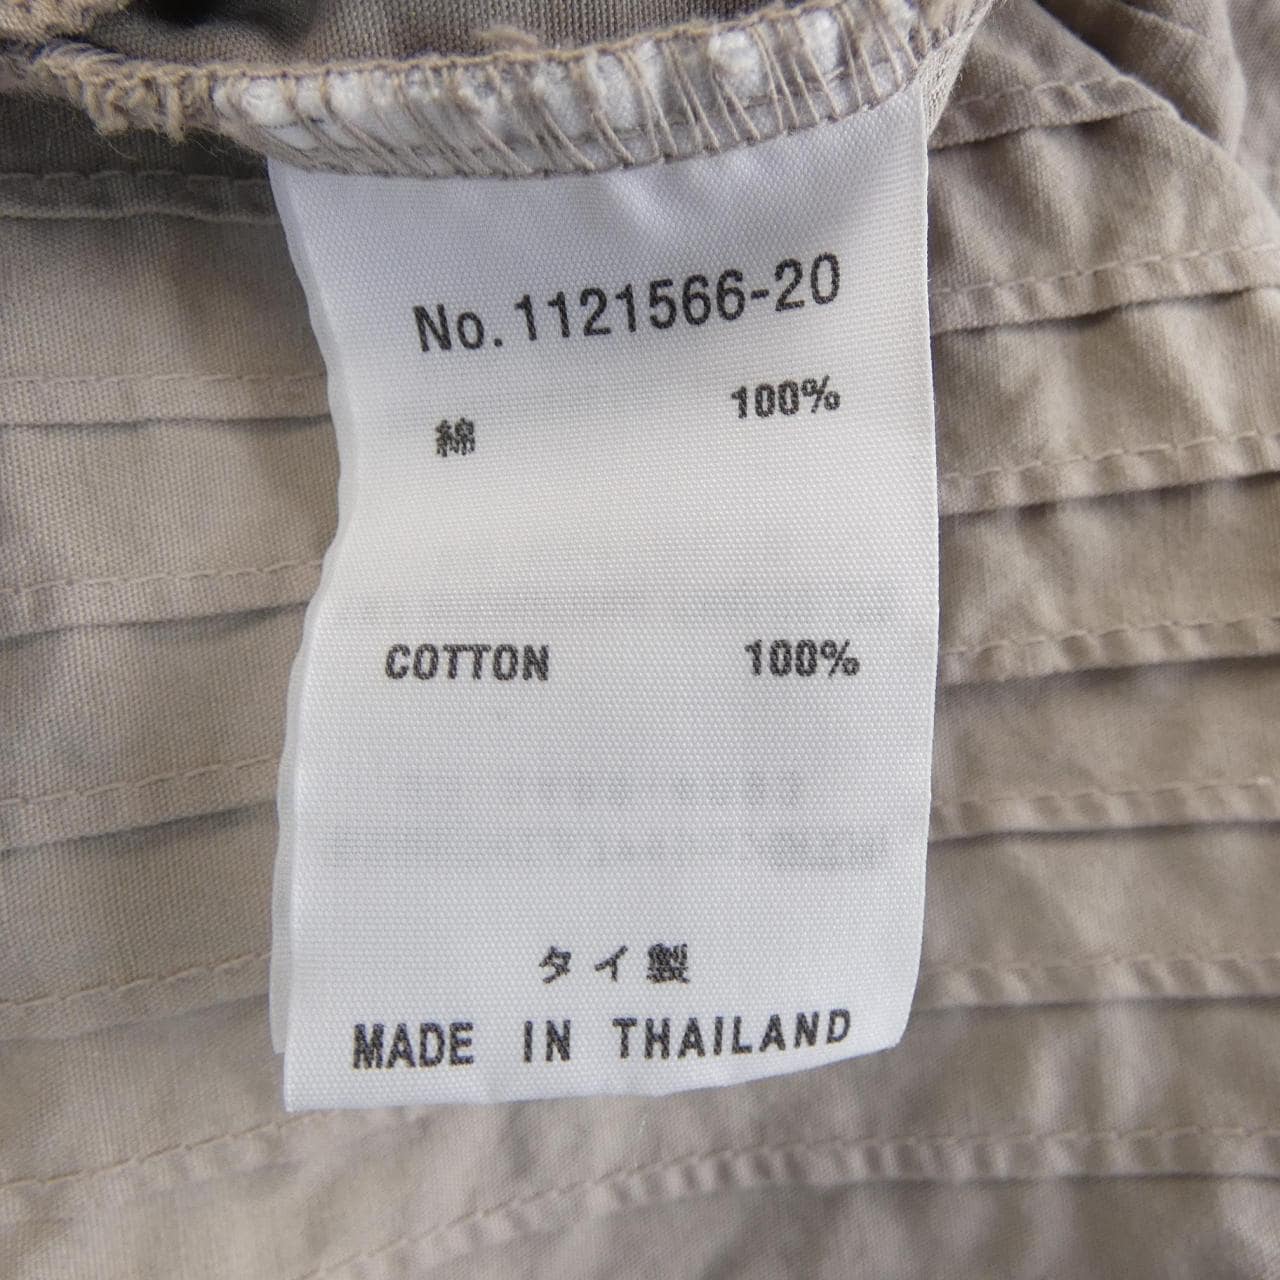 No. 1121566-20
綿 100%
COTTON 100%
タイ製
MADE IN THAILAND